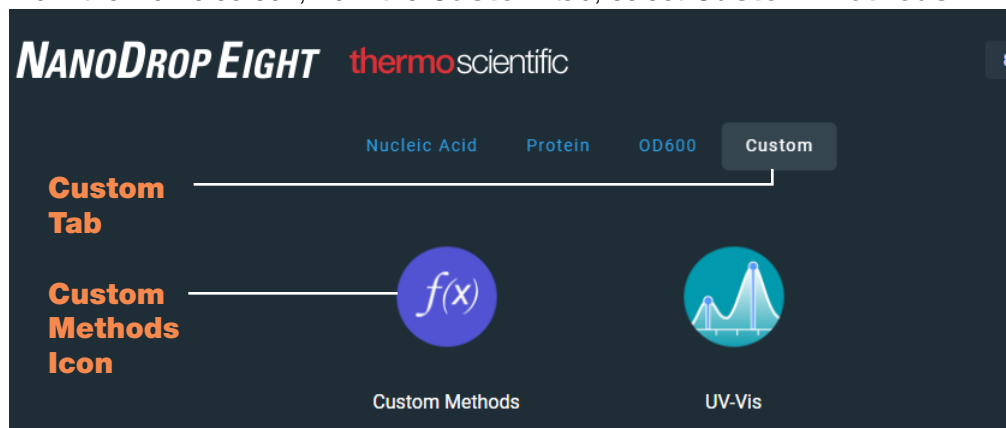 NANODROP EIGHT thermoscientific
Nucleic Acid Protein OD600 Custom
Custom
Tab
Custom
Methods
Icon
f(x)
Custom Methods UV-Vis